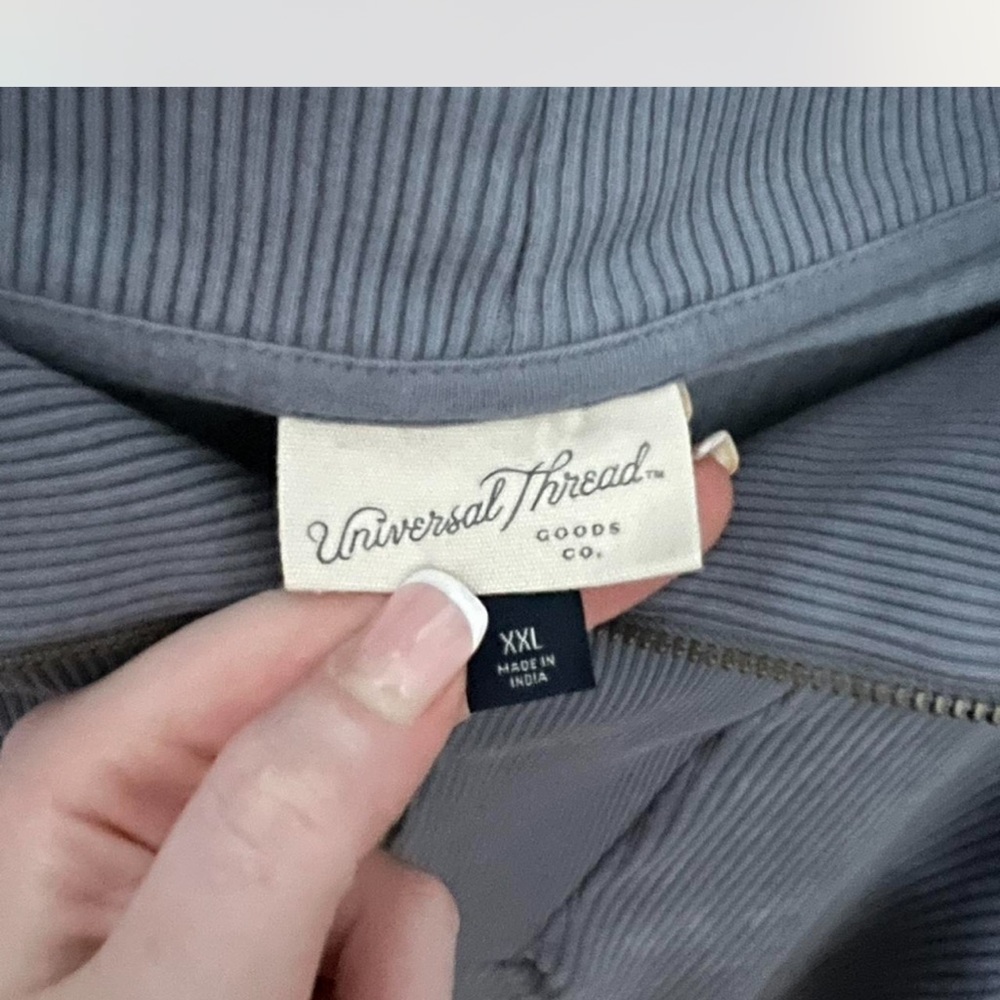 Universal Thread™
GOODS
CO.
XXL
MADE IN
INDIA